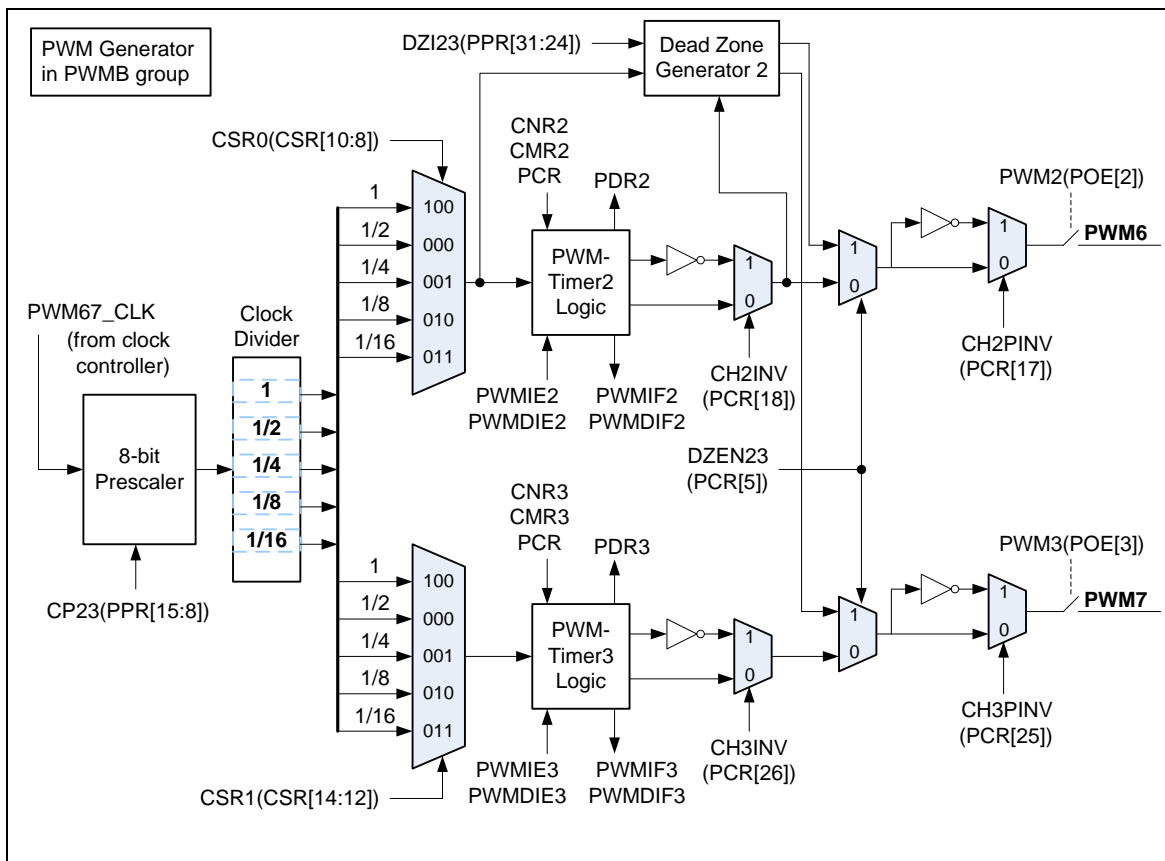 PWM Generator
in PWMB group
DZI23(PPR[31:24])
Dead Zone
Generator 2
CSR0(CSR[10:8])
CNR2
CMR2
PCR
PDR2
PWM2(POE[2])
1
1/2
1/4
1/8
1/16
100
000
001
010
011
PWM-
Timer2
Logic
1
0
1
0
1
0
PWM6
PWM67_CLK
(from clock
controller)
Clock
Divider
PWMIE2
PWMDIE2
PWMIF2
PWMDIF2
CH2INV
(PCR[18])
CH2PINV
(PCR[17])
8-bit
Prescaler
1
1/2
1/4
1/8
1/16
DZEN23
(PCR[5])
CP23(PPR[15:8])
CNR3
CMR3
PCR
PDR3
PWM3(POE[3])
1
1/2
1/4
1/8
1/16
100
000
001
010
011
PWM-
Timer3
Logic
1
0
1
0
1
0
PWM7
CSR1(CSR[14:12])
PWMIE3
PWMDIE3
PWMIF3
PWMDIF3
CH3INV
(PCR[26])
CH3PINV
(PCR[25])